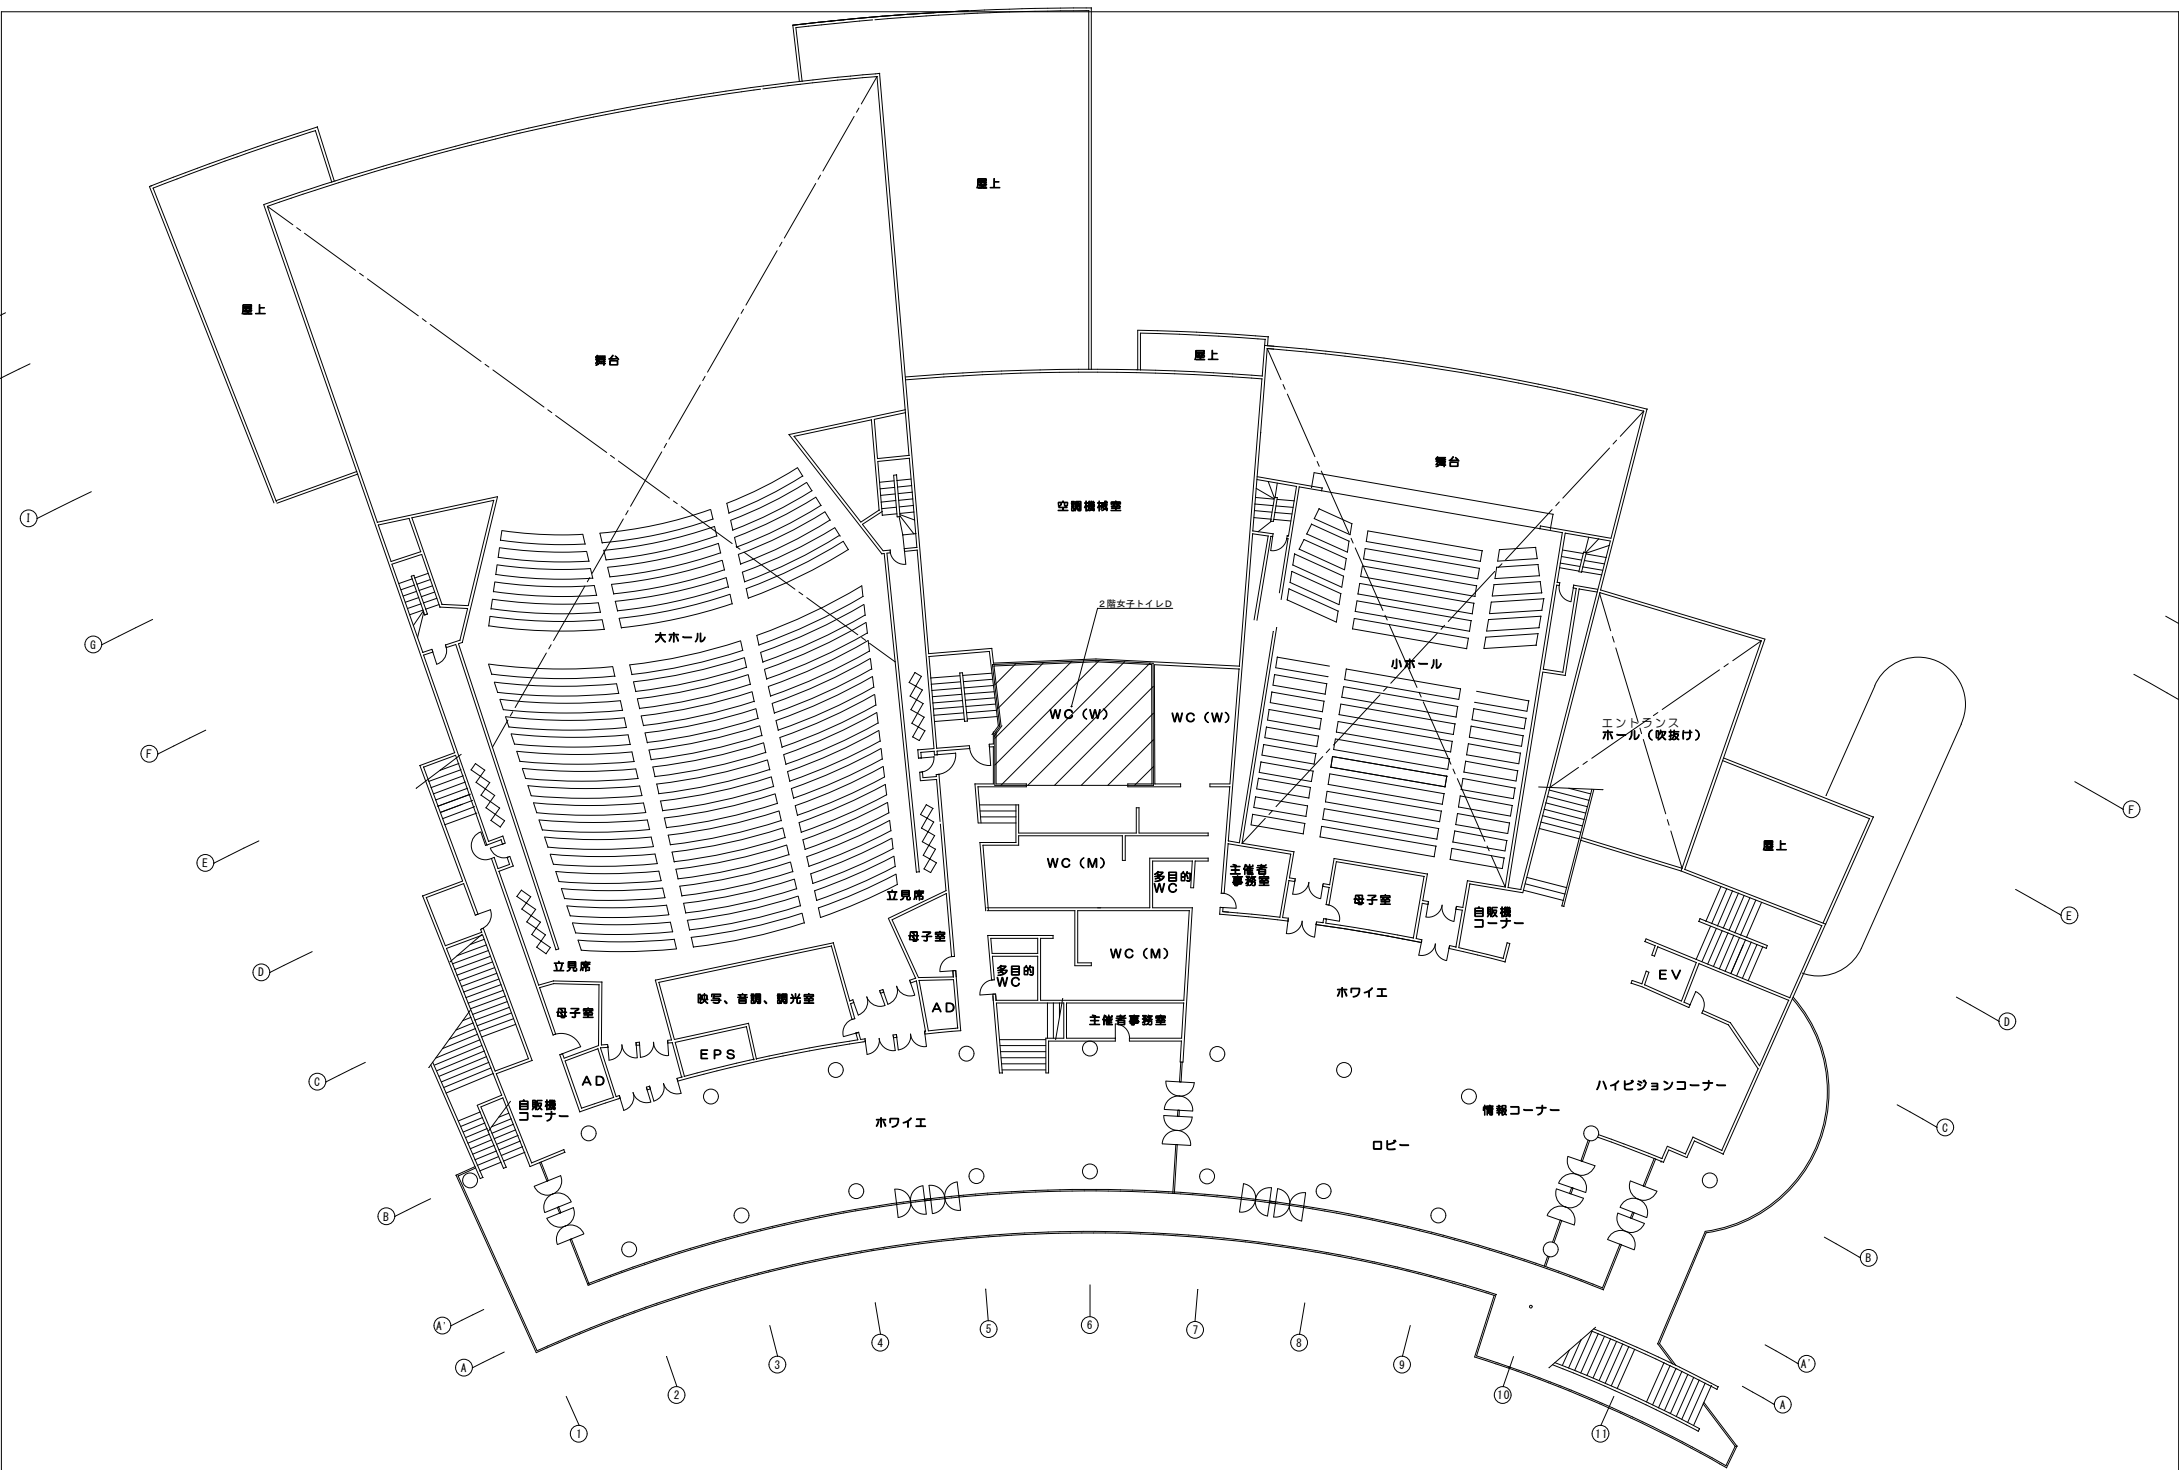 屋上
屋上
舞台
屋上
舞台
空調機械室
2階女子トイレD
大ホール
小ホール
WC (W)
WC (W)
エントランス
ホール (吹抜け)
屋上
WC (M)
多目的
WC
主催者
事務室
母子室
自販機
コーナー
立見席
母子室
WC (M)
立見席
多目的
WC
EV
映写、音調、調光室
ホワイエ
母子室
AD
主催者事務室
EPS
AD
自販機
コーナー
ハイビジョンコーナー
情報コーナー
ホワイエ
ロビー
I
G
F
E
D
C
B
A'
A
1
2
3
4
5
6
7
8
9
10
11
F
E
D
C
B
A'
A